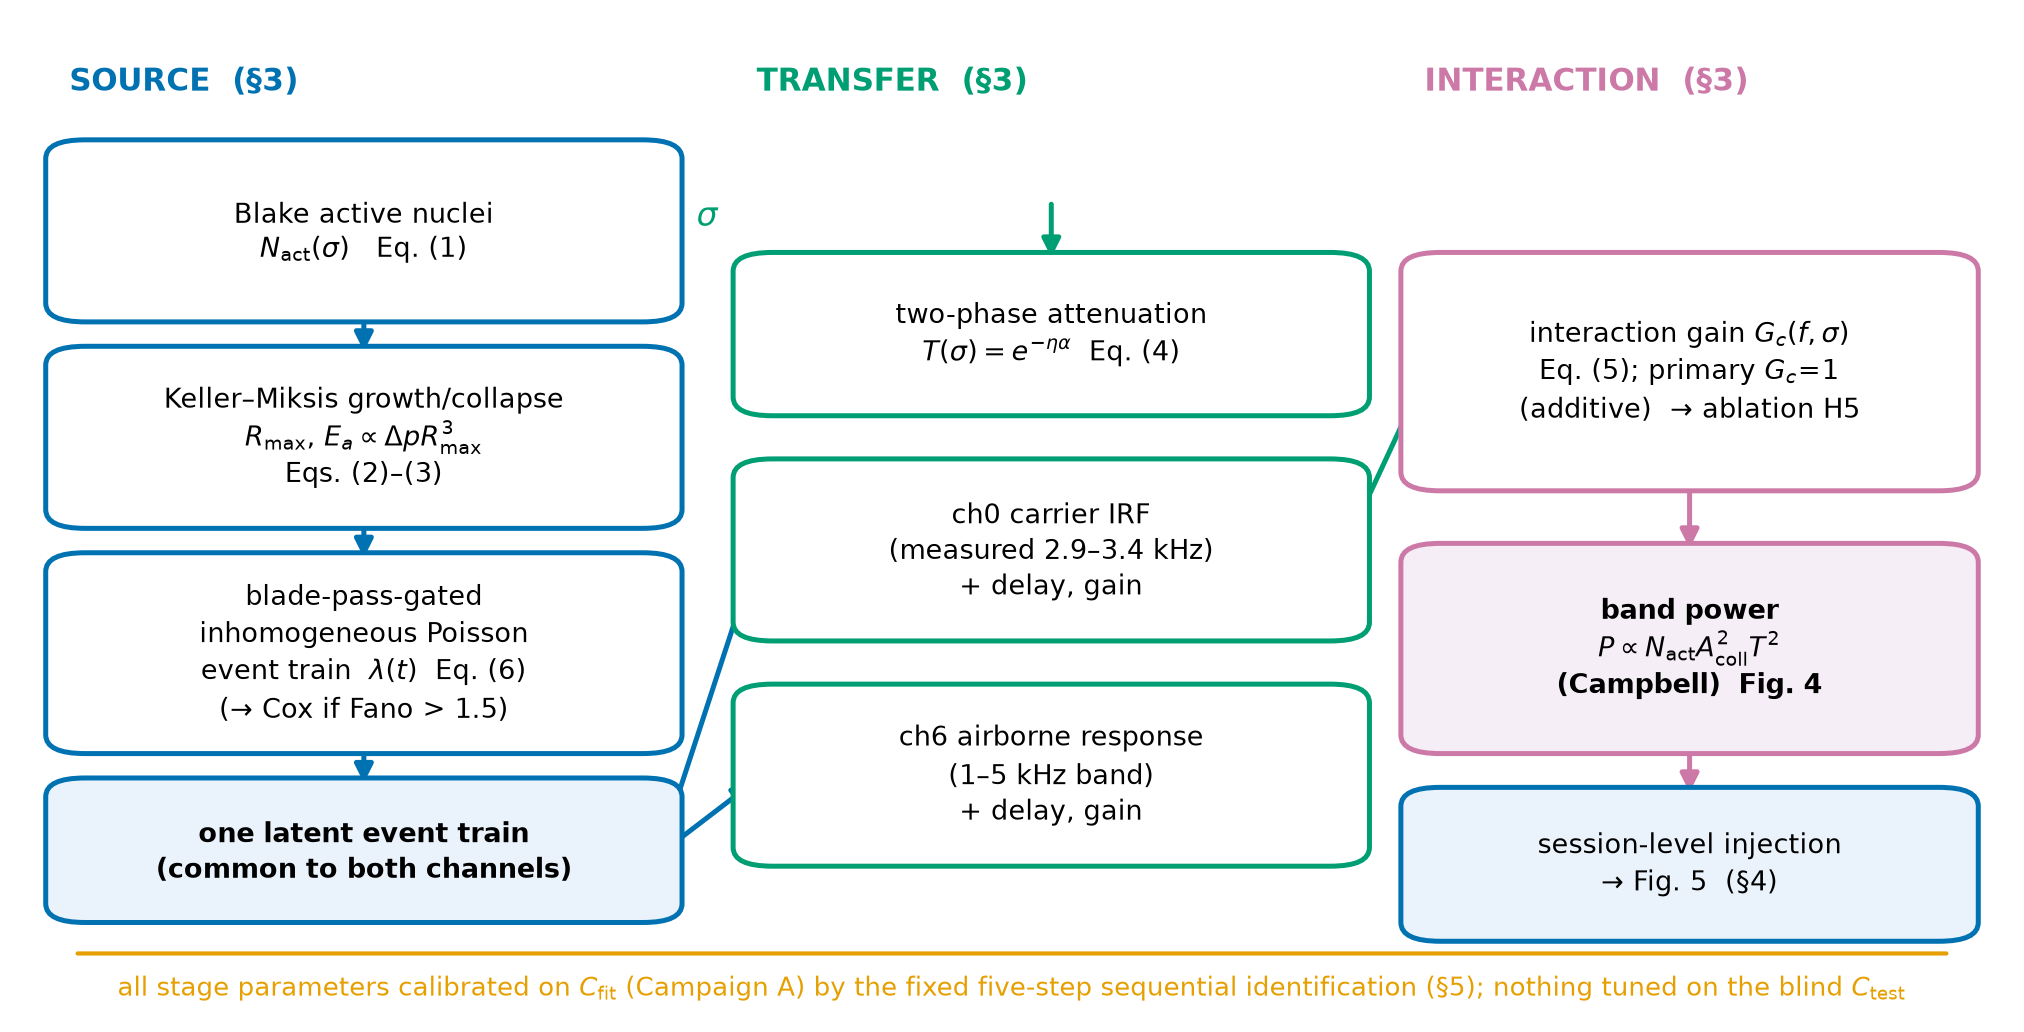 SOURCE (§3)
Blake active nuclei
N_act(σ) Eq. (1)
Keller–Miksis growth/collapse
R_max, E_a ∝ ΔpR³_max
Eqs. (2)–(3)
blade-pass-gated
inhomogeneous Poisson
event train λ(t) Eq. (6)
(→ Cox if Fano > 1.5)
one latent event train
(common to both channels)
σ
TRANSFER (§3)
two-phase attenuation
T(σ) = e^{−ηα} Eq. (4)
ch0 carrier IRF
(measured 2.9–3.4 kHz)
+ delay, gain
ch6 airborne response
(1–5 kHz band)
+ delay, gain
INTERACTION (§3)
interaction gain G_c(f, σ)
Eq. (5); primary G_c=1
(additive) → ablation H5
band power
P ∝ N_act A²_coll T²
(Campbell) Fig. 4
session-level injection
→ Fig. 5 (§4)
all stage parameters calibrated on C_fit (Campaign A) by the fixed five-step sequential identification (§5); nothing tuned on the blind C_test